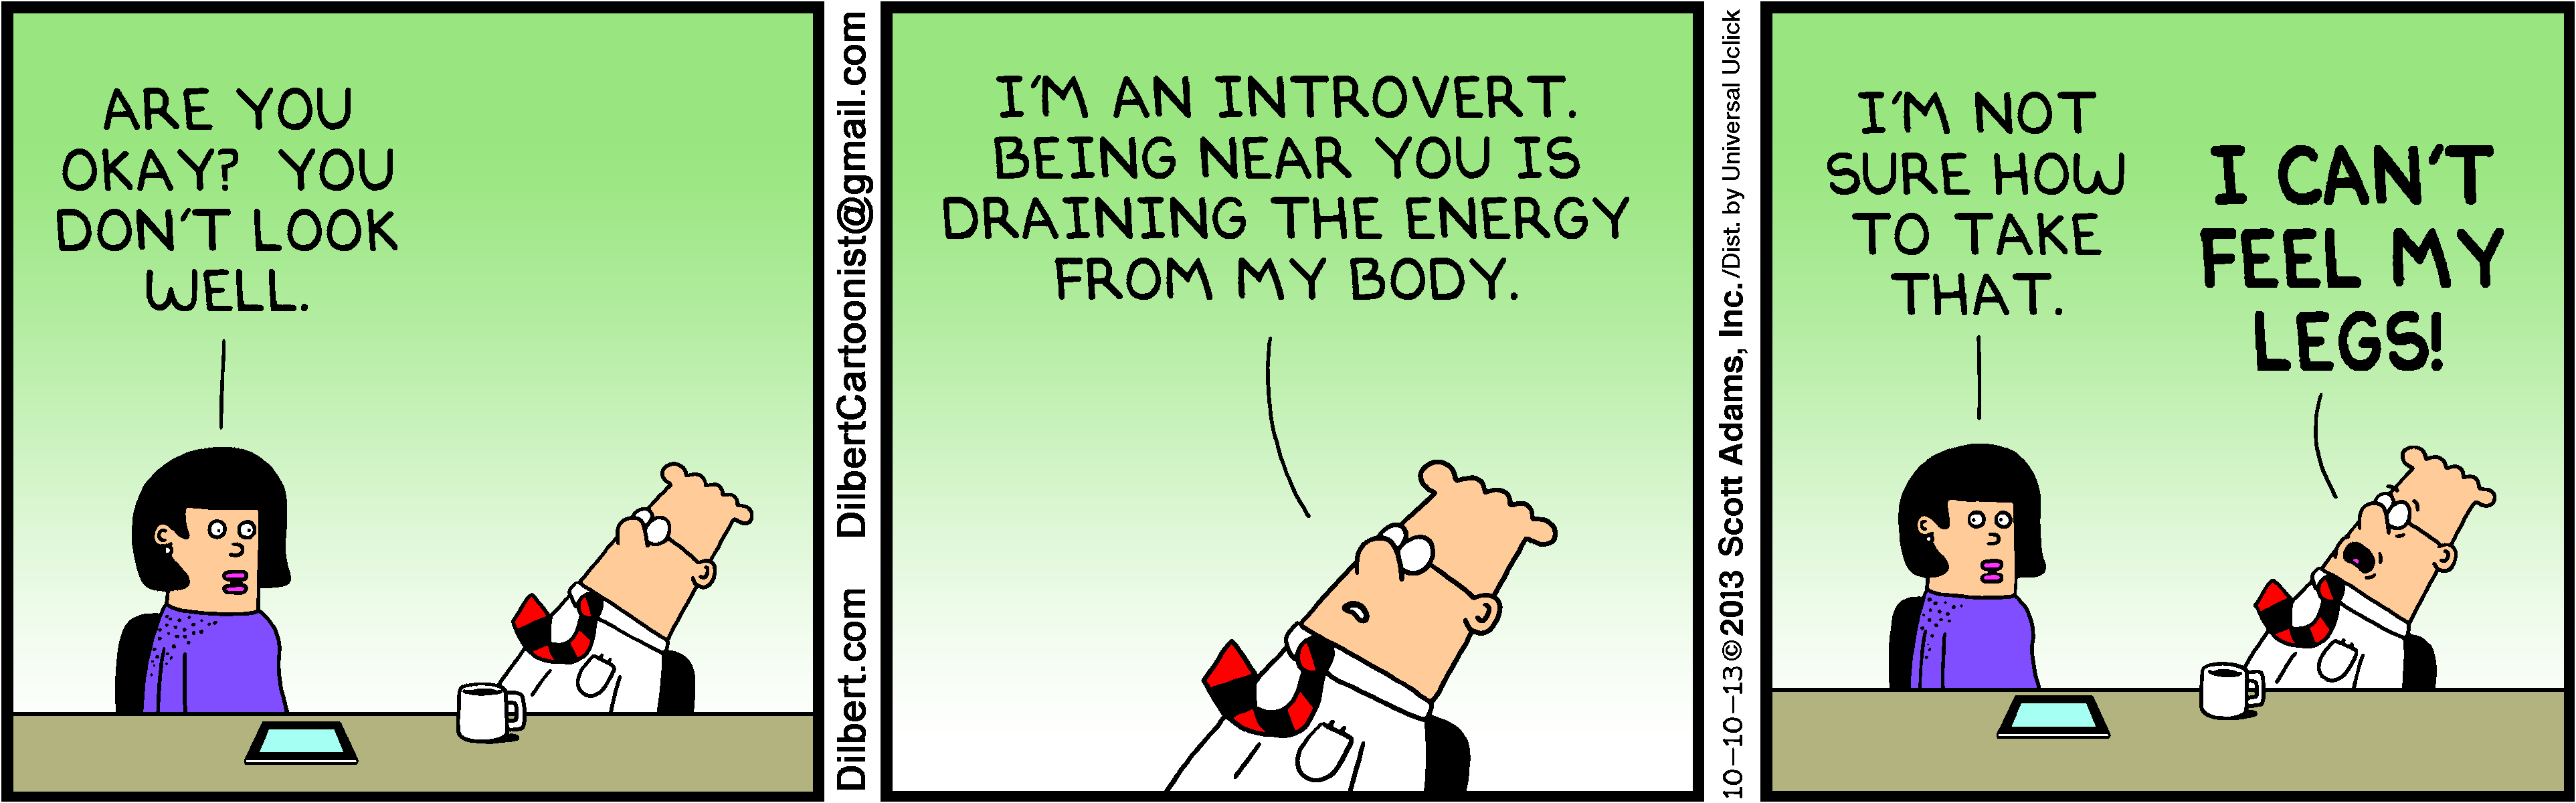 ARE YOU
OKAY? YOU
DON'T LOOK
WELL.
DilbertCartoonist@gmail.com
Dilbert.com
I'M AN INTROVERT.
BEING NEAR YOU IS
DRAINING THE ENERGY
FROM MY BODY.
10-10-13 ©2013 Scott Adams, Inc. /Dist. by Universal Uclick
I'M NOT
SURE HOW
TO TAKE
THAT.
I CAN'T
FEEL MY
LEGS!